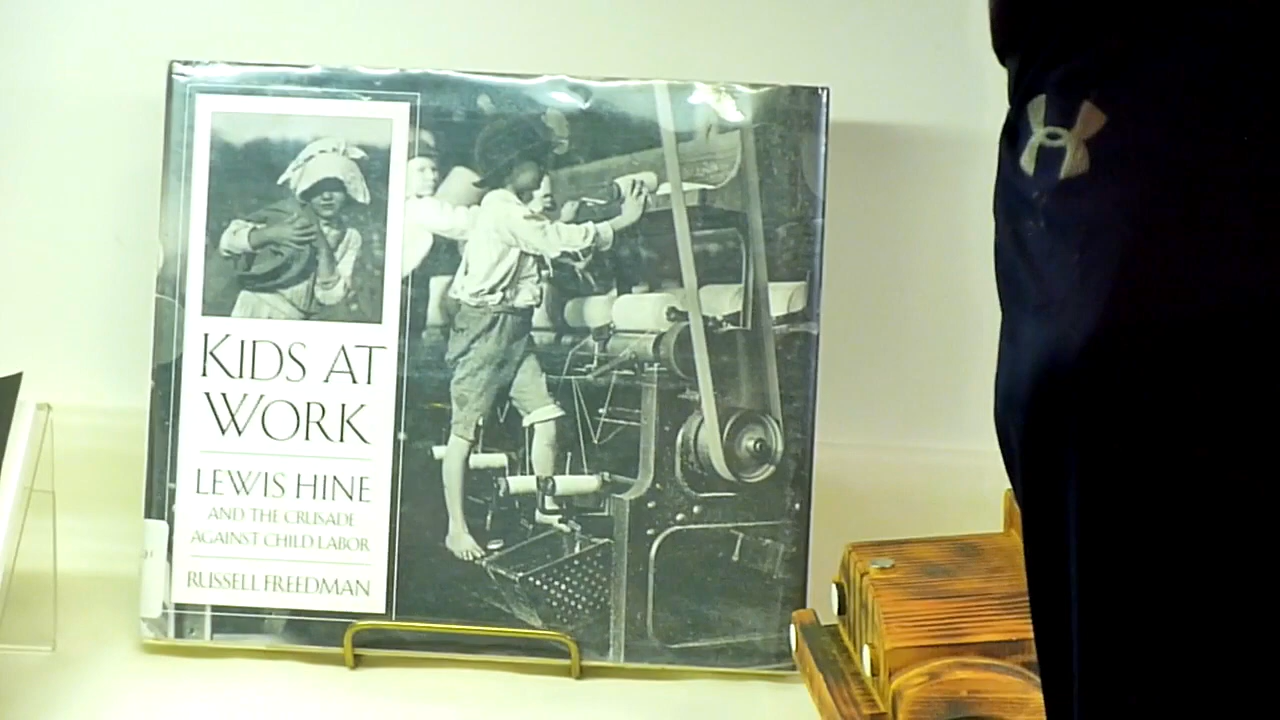 KIDS AT
WORK
LEWIS HINE
AND THE CRUSADE
AGAINST CHILD LABOR
RUSSELL FREEDMAN